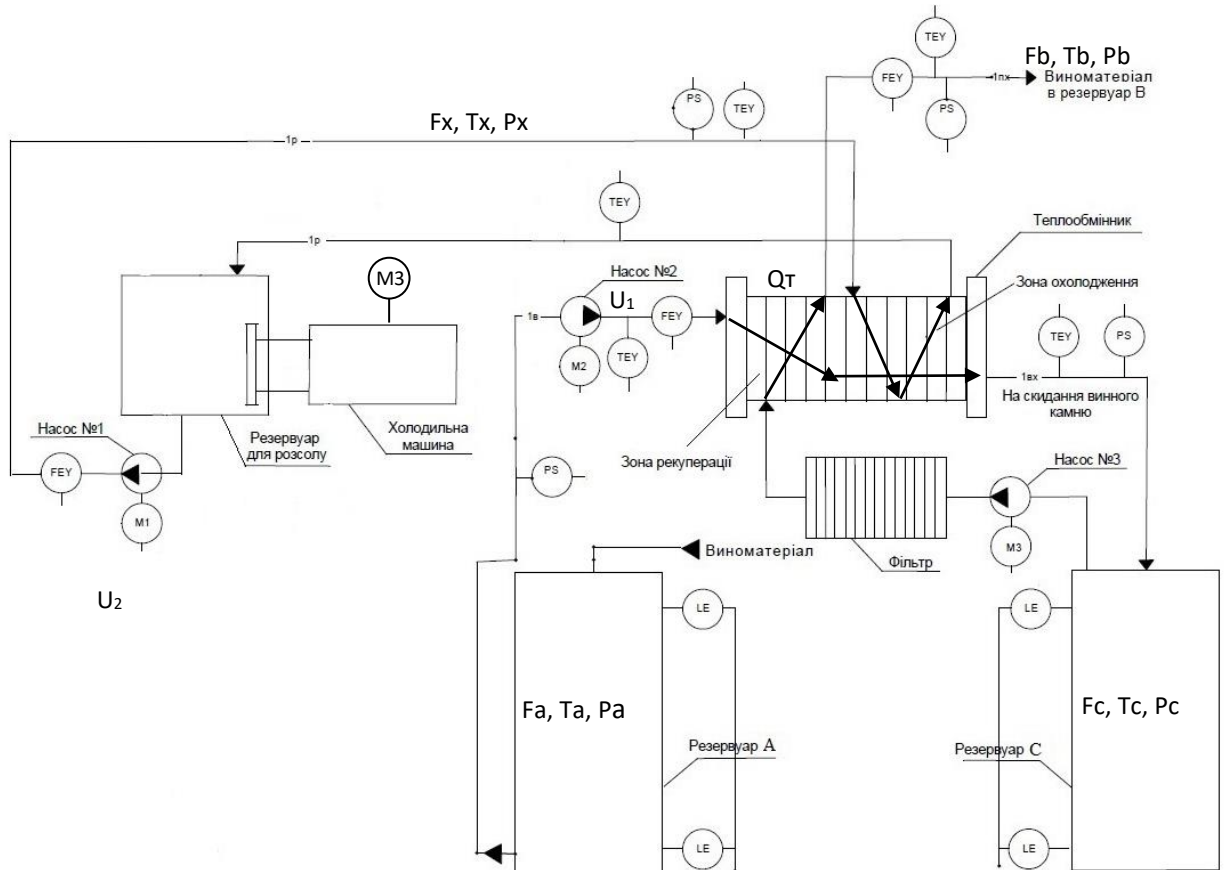 TEY
Fb, Tb, Pb
FEY
1пх
Виноматеріал
в резервуар В
PS
PS
TEY
Fx, Tx, Px
1р
TEY
Теплообмінник
1р
M3
Насос №2
Qт
Зона охолодження
U1
1в
FEY
TEY
PS
M2
TEY
1вх
На скидання винного
камню
Насос №1
Резервуар
для розсолу
Холодильна
машина
Зона рекуперації
Насос №3
FEY
PS
M1
M3
Виноматеріал
Фільтр
U2
LE
LE
Fa, Ta, Pa
Fc, Tc, Pc
Резервуар А
Резервуар С
LE
LE